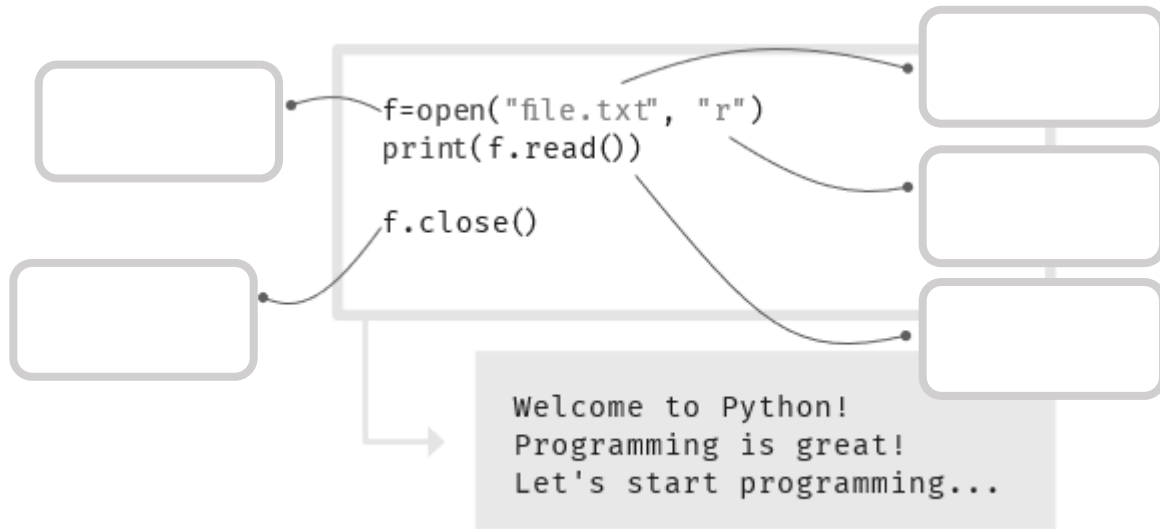 f=open("file.txt", "r")
print(f.read())
f.close()
Welcome to Python!
Programming is great!
Let's start programming...